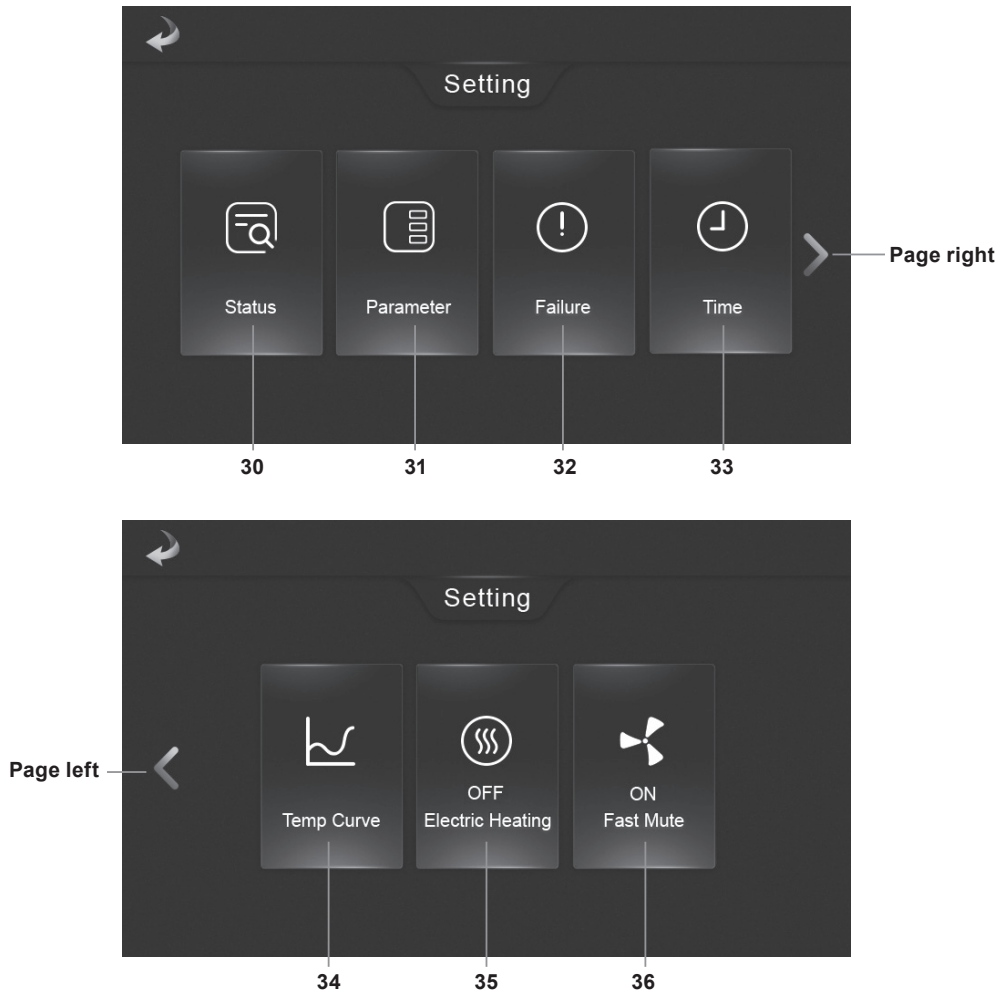 Setting
Page right
Status
Parameter
Failure
Time
30
31
32
33
Setting
Page left
OFF
ON
Temp Curve
Electric Heating
Fast Mute
34
35
36